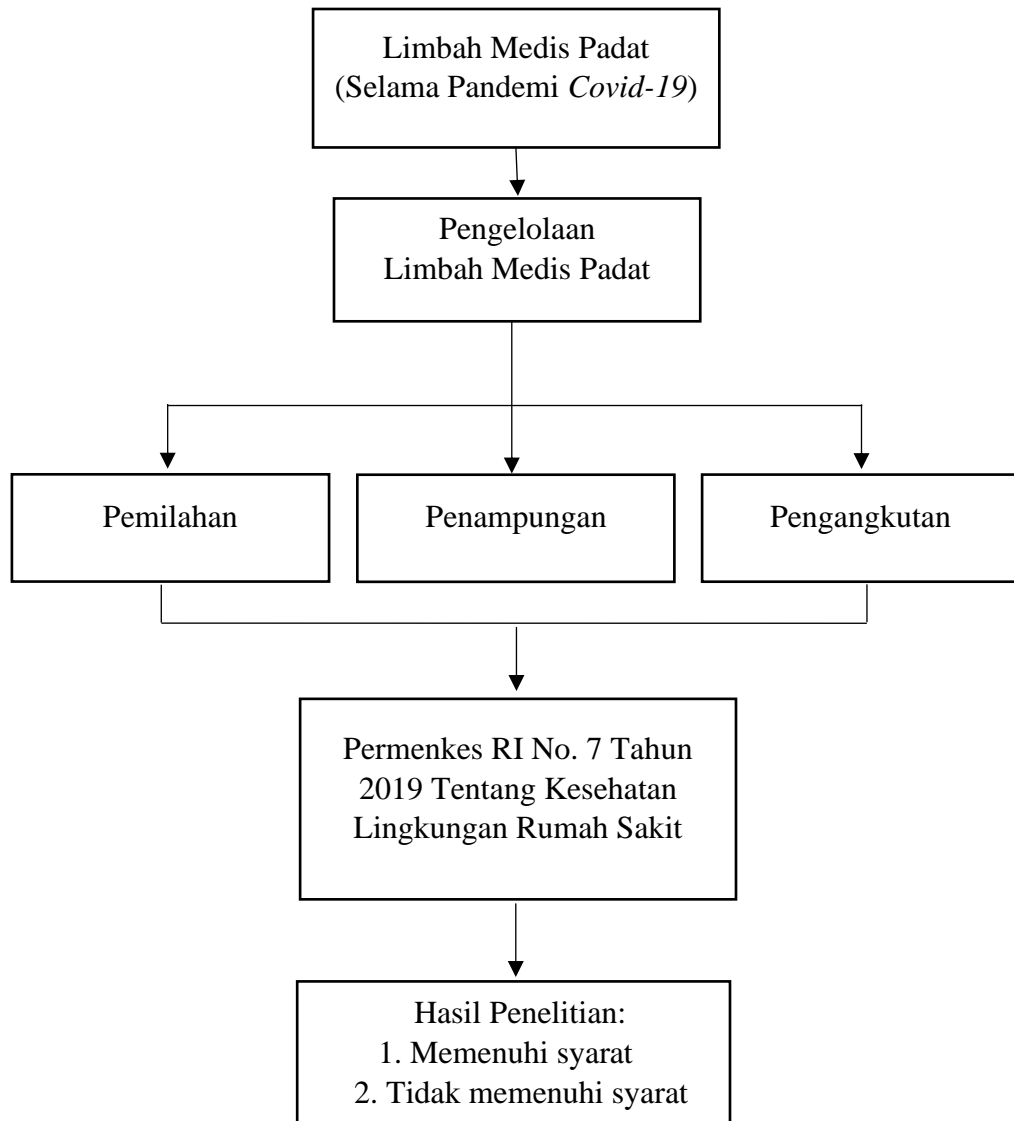 Limbah Medis Padat
(Selama Pandemi Covid-19)
Pengelolaan
Limbah Medis Padat
Pemilahan
Penampungan
Pengangkutan
Permenkes RI No. 7 Tahun
2019 Tentang Kesehatan
Lingkungan Rumah Sakit
Hasil Penelitian:
1. Memenuhi syarat
2. Tidak memenuhi syarat